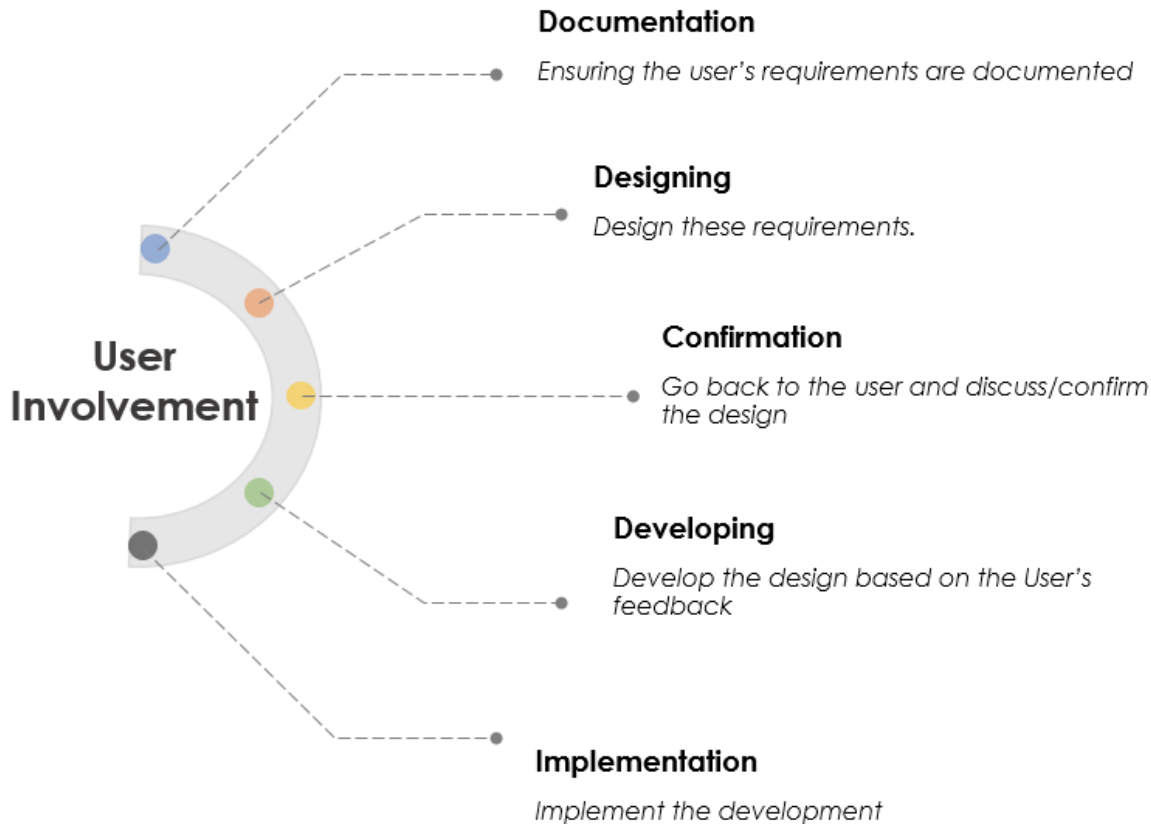 Documentation
Ensuring the user's requirements are documented
Designing
Design these requirements.
User
Involvement
Confirmation
Go back to the user and discuss/confirm
the design
Developing
Develop the design based on the User's
feedback
Implementation
Implement the development